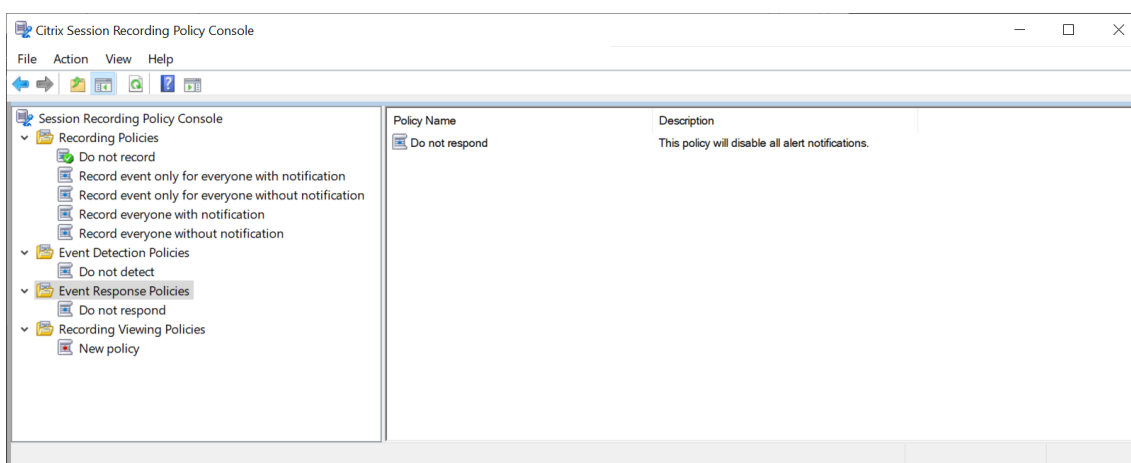 Citrix Session Recording Policy Console
File Action View Help
Session Recording Policy Console
Recording Policies
Do not record
Record event only for everyone with notification
Record event only for everyone without notification
Record everyone with notification
Record everyone without notification
Event Detection Policies
Do not detect
Event Response Policies
Do not respond
Recording Viewing Policies
New policy
Policy Name Description
Do not respond This policy will disable all alert notifications.